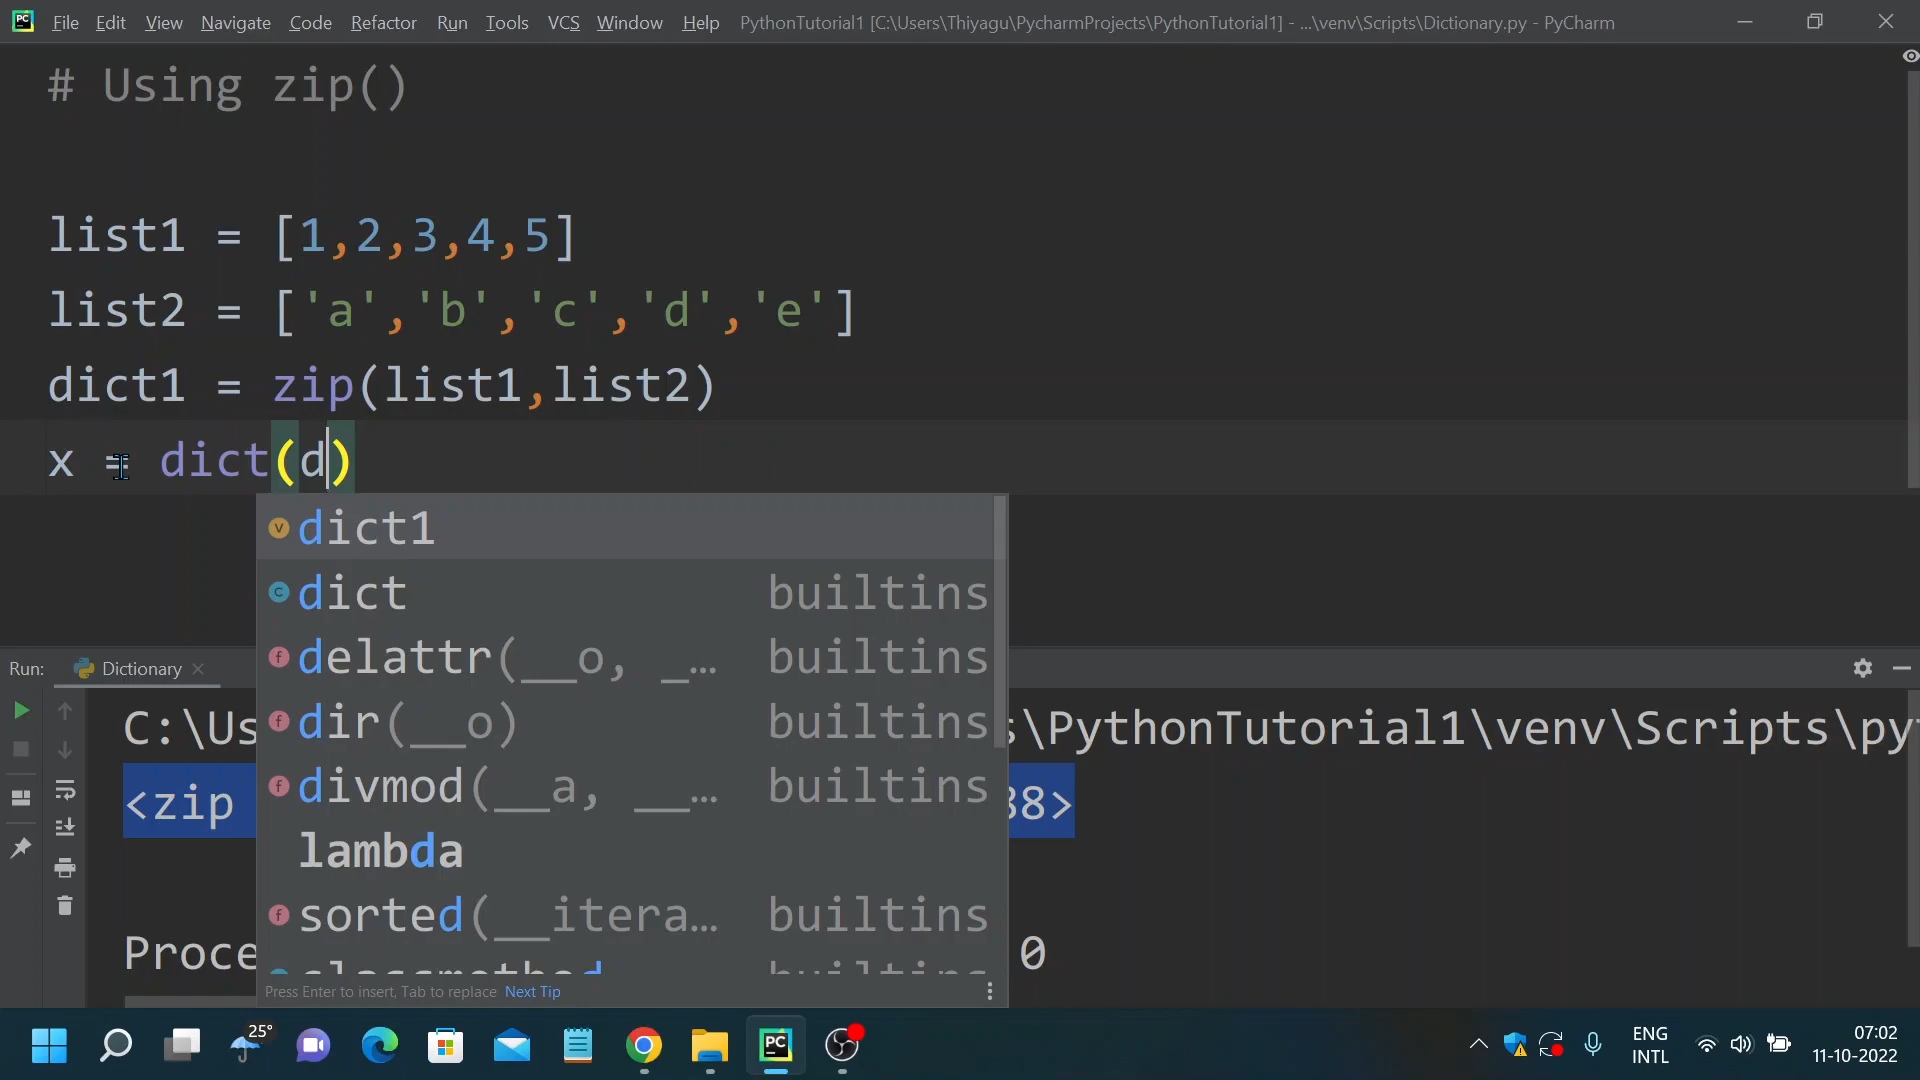 File Edit View Navigate Code Refactor Run Tools VCS Window Help PythonTutorial1 [C:\Users\Thiyagu\PycharmProjects\PythonTutorial1] - ...\venv\Scripts\Dictionary.py - PyCharm
# Using zip()
list1 = [1,2,3,4,5]
list2 = ['a','b','c','d','e']
dict1 = zip(list1,list2)
x = dict(d)
dict1
dict builtins
delattr(__o, _… builtins
dir(__o) builtins
divmod(__a, __… builtins
lambda
sorted(__itera… builtins
classmethod builtins
Press Enter to insert, Tab to replace Next Tip
Run: Dictionary
C:\Us s\PythonTutorial1\venv\Scripts\py
<zip 38>
Proce 0
25°
ENG
INTL
07:02
11-10-2022